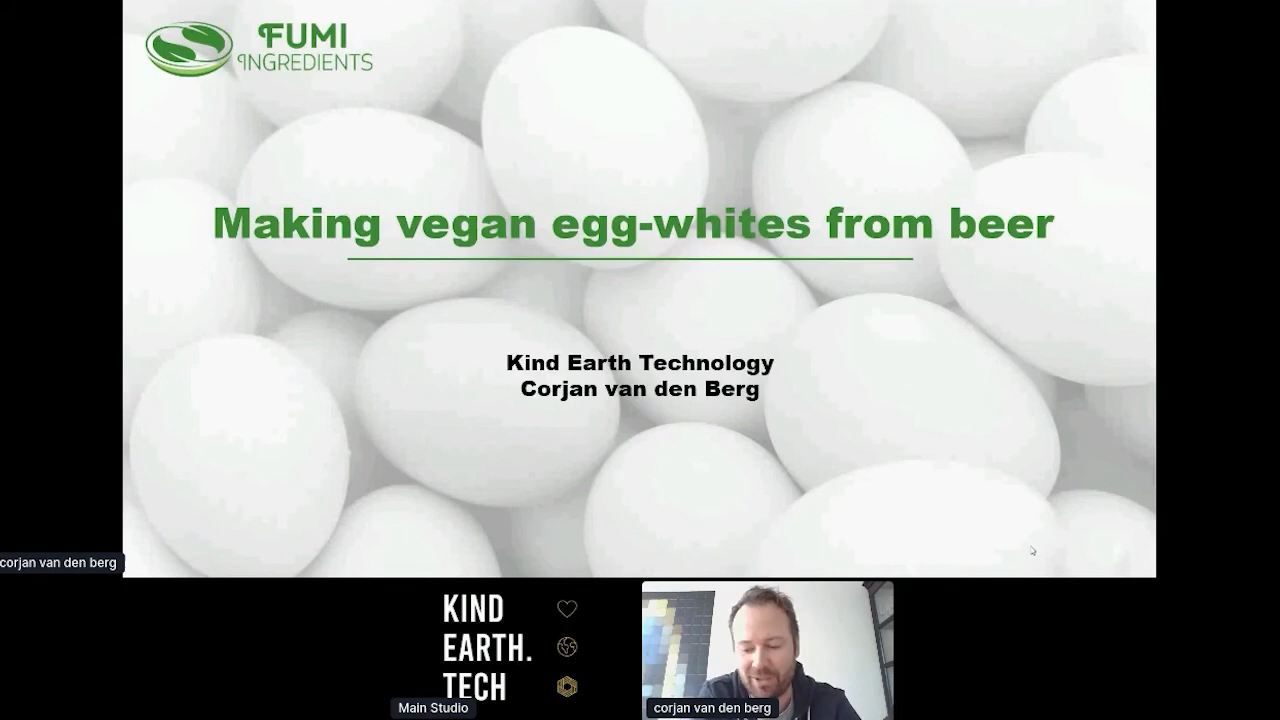 FUMI
INGREDIENTS
Making vegan egg-whites from beer
Kind Earth Technology
Corjan van den Berg
corjan van den berg
KIND
EARTH.
TECH
Main Studio
corjan van den berg